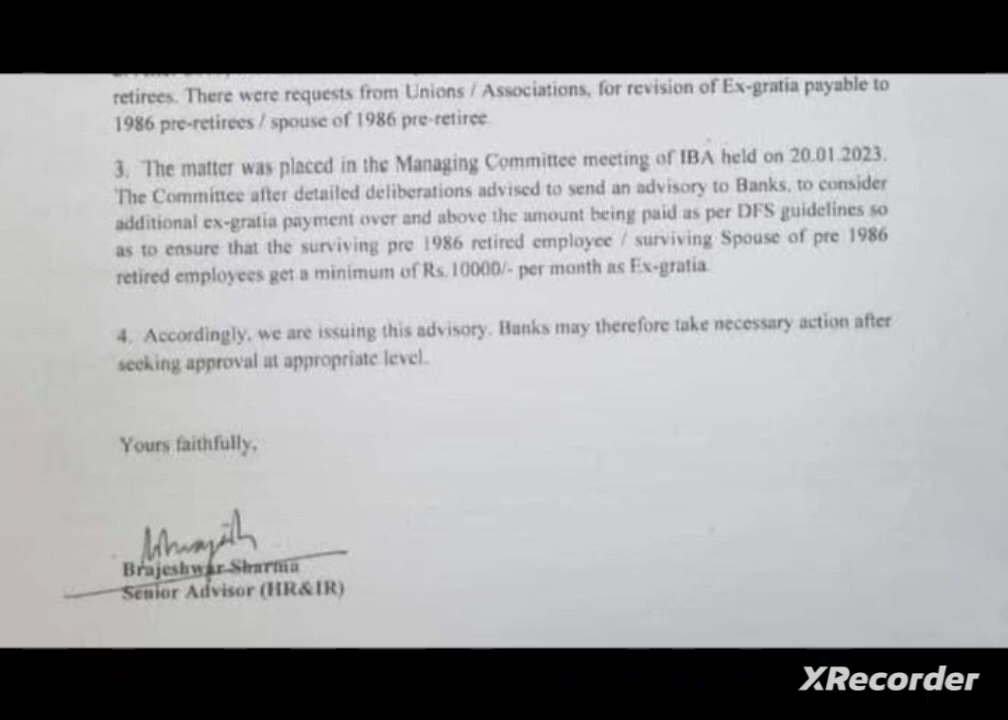 retirees. There were requests from Unions / Associations, for revision of Ex-gratia payable to
1986 pre-retirees / spouse of 1986 pre-retiree
3. The matter was placed in the Managing Committee meeting of IBA held on 20.01.2023.
The Committee after detailed deliberations advised to send an advisory to Banks, to consider
additional ex-gratia payment over and above the amount being paid as per DFS guidelines so
as to ensure that the surviving pre 1986 retired employee / surviving Spouse of pre 1986
retired employees get a minimum of Rs.10000/- per month as Ex-gratia
4. Accordingly, we are issuing this advisory. Banks may therefore take necessary action after
seeking approval at appropriate level.
Yours faithfully,
Brajeshwar Sharma
Senior Advisor (HR&IR)
XRecorder